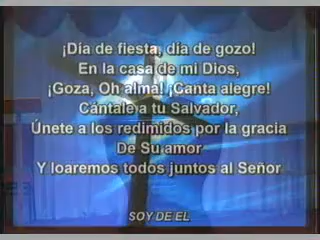 ¡Día de fiesta, día de gozo!
En la casa de mi Dios,
¡Goza, Oh alma! ¡Canta alegre!
Cántale a tu Salvador,
Únete a los redimidos por la gracia
De Su amor
Y loaremos todos juntos al Señor
SOY DE EL